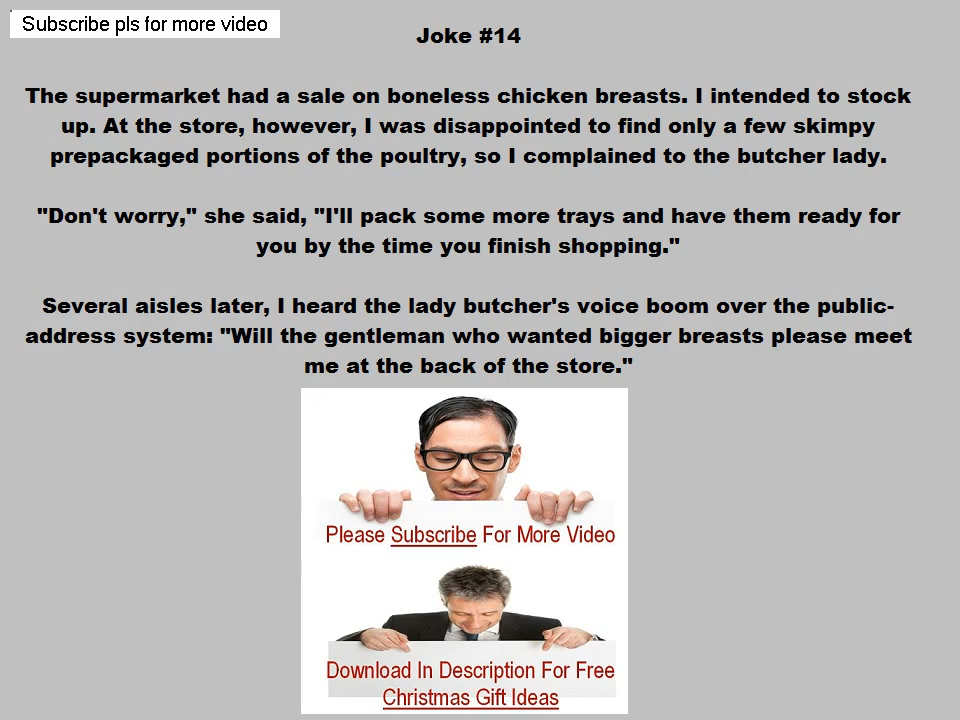 Subscribe pls for more video
Joke #14
The supermarket had a sale on boneless chicken breasts. I intended to stock
up. At the store, however, I was disappointed to find only a few skimpy
prepackaged portions of the poultry, so I complained to the butcher lady.
"Don't worry," she said, "I'll pack some more trays and have them ready for
you by the time you finish shopping."
Several aisles later, I heard the lady butcher's voice boom over the public-
address system: "Will the gentleman who wanted bigger breasts please meet
me at the back of the store."
Please Subscribe For More Video
Download In Description For Free
Christmas Gift Ideas